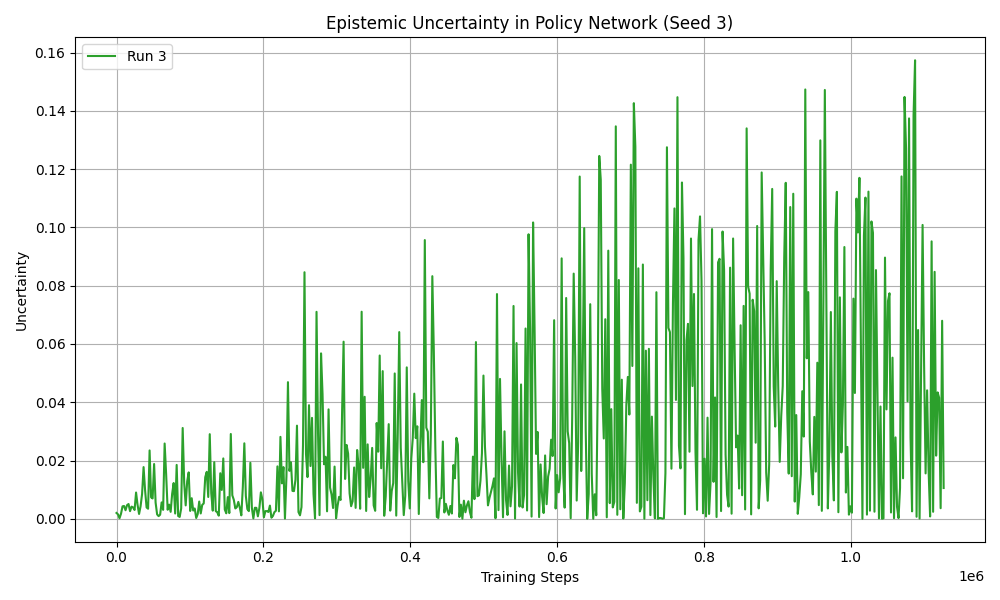 Epistemic Uncertainty in Policy Network (Seed 3)
Run 3
Uncertainty
0.16
0.14
0.12
0.10
0.08
0.06
0.04
0.02
0.00
0.0 0.2 0.4 0.6 0.8 1.0
1e6
Training Steps